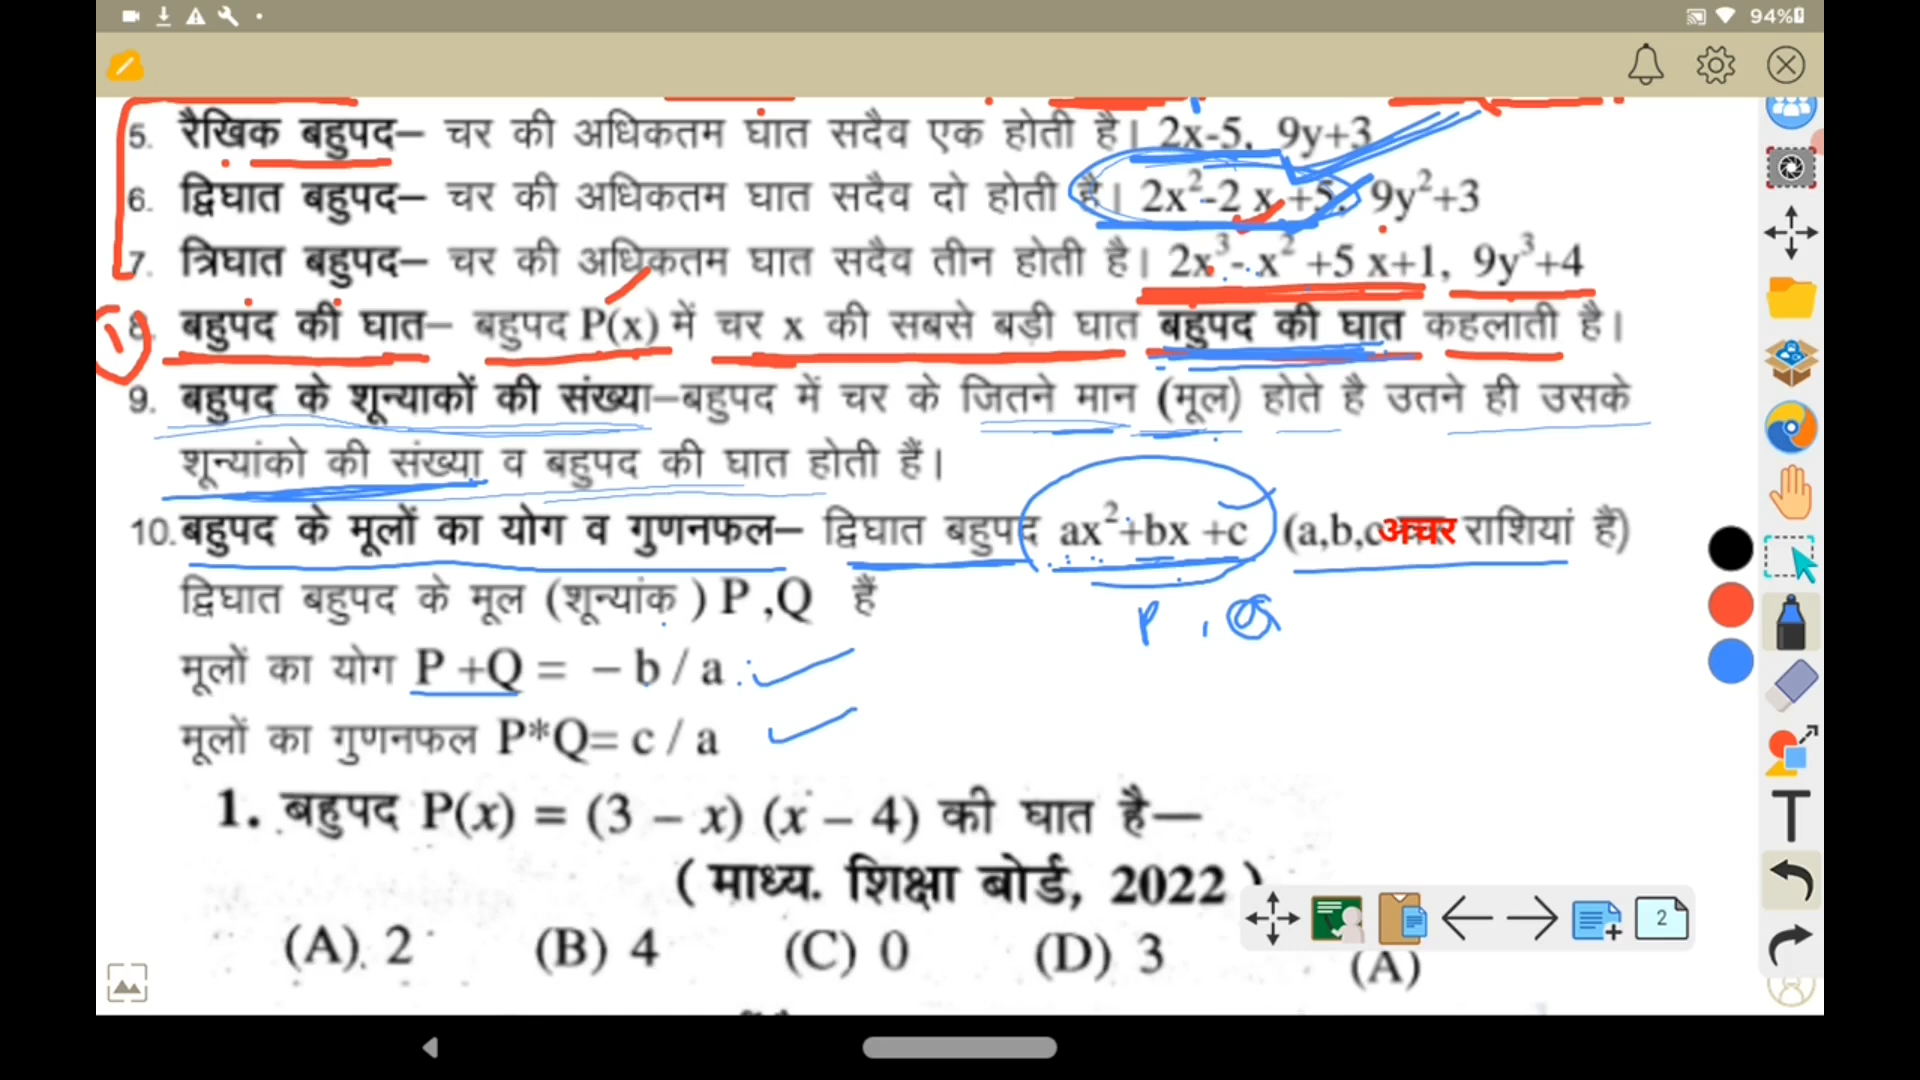 94%
5. रैखिक बहुपद– चर की अधिकतम घात सदैव एक होती है। 2x-5, 9y+3
6. द्विघात बहुपद– चर की अधिकतम घात सदैव दो होती है। 2x²-2 x +5, 9y²+3
7. त्रिघात बहुपद– चर की अधिकतम घात सदैव तीन होती है। 2x³- x² +5 x+1, 9y³+4
8. बहुपद की घात– बहुपद P(x) में चर x की सबसे बड़ी घात बहुपद की घात कहलाती है।
9. बहुपद के शून्याकों की संख्या–बहुपद में चर के जितने मान (मूल) होते है उतने ही उसके
शून्यांको की संख्या व बहुपद की घात होती हैं।
10. बहुपद के मूलों का योग व गुणनफल– द्विघात बहुपद ax²+bx +c (a,b,c अचर राशियां है)
द्विघात बहुपद के मूल (शून्यांक ) P ,Q हैं
P , Q
मूलों का योग P +Q = – b / a
मूलों का गुणनफल P*Q= c / a
1. बहुपद P(x) = (3 – x) (x – 4) की घात है—
( माध्य. शिक्षा बोर्ड, 2022 )
(A) 2 (B) 4 (C) 0 (D) 3 (A)
2